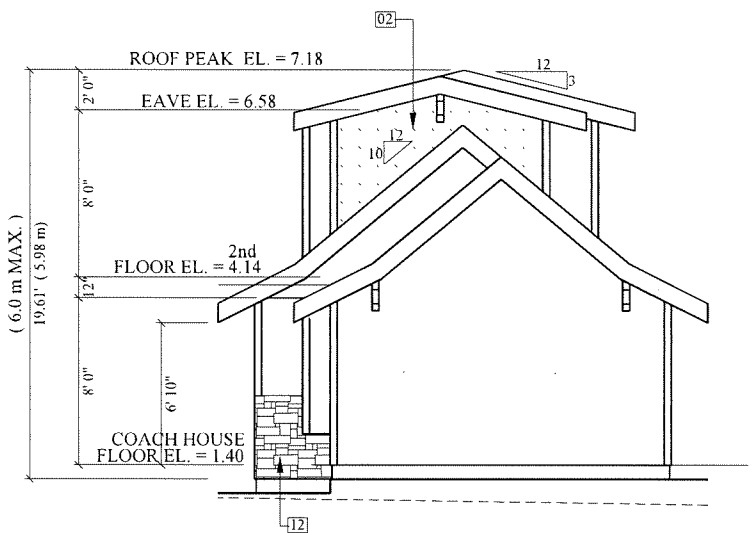 02
ROOF PEAK EL. = 7.18
12
3
2' 0"
EAVE EL. = 6.58
12
10
8' 0"
2nd
FLOOR EL. = 4.14
12"
( 6.0 m MAX. )
19.61' ( 5.98 m)
8' 0"
6' 10"
COACH HOUSE
FLOOR EL. = 1.40
12